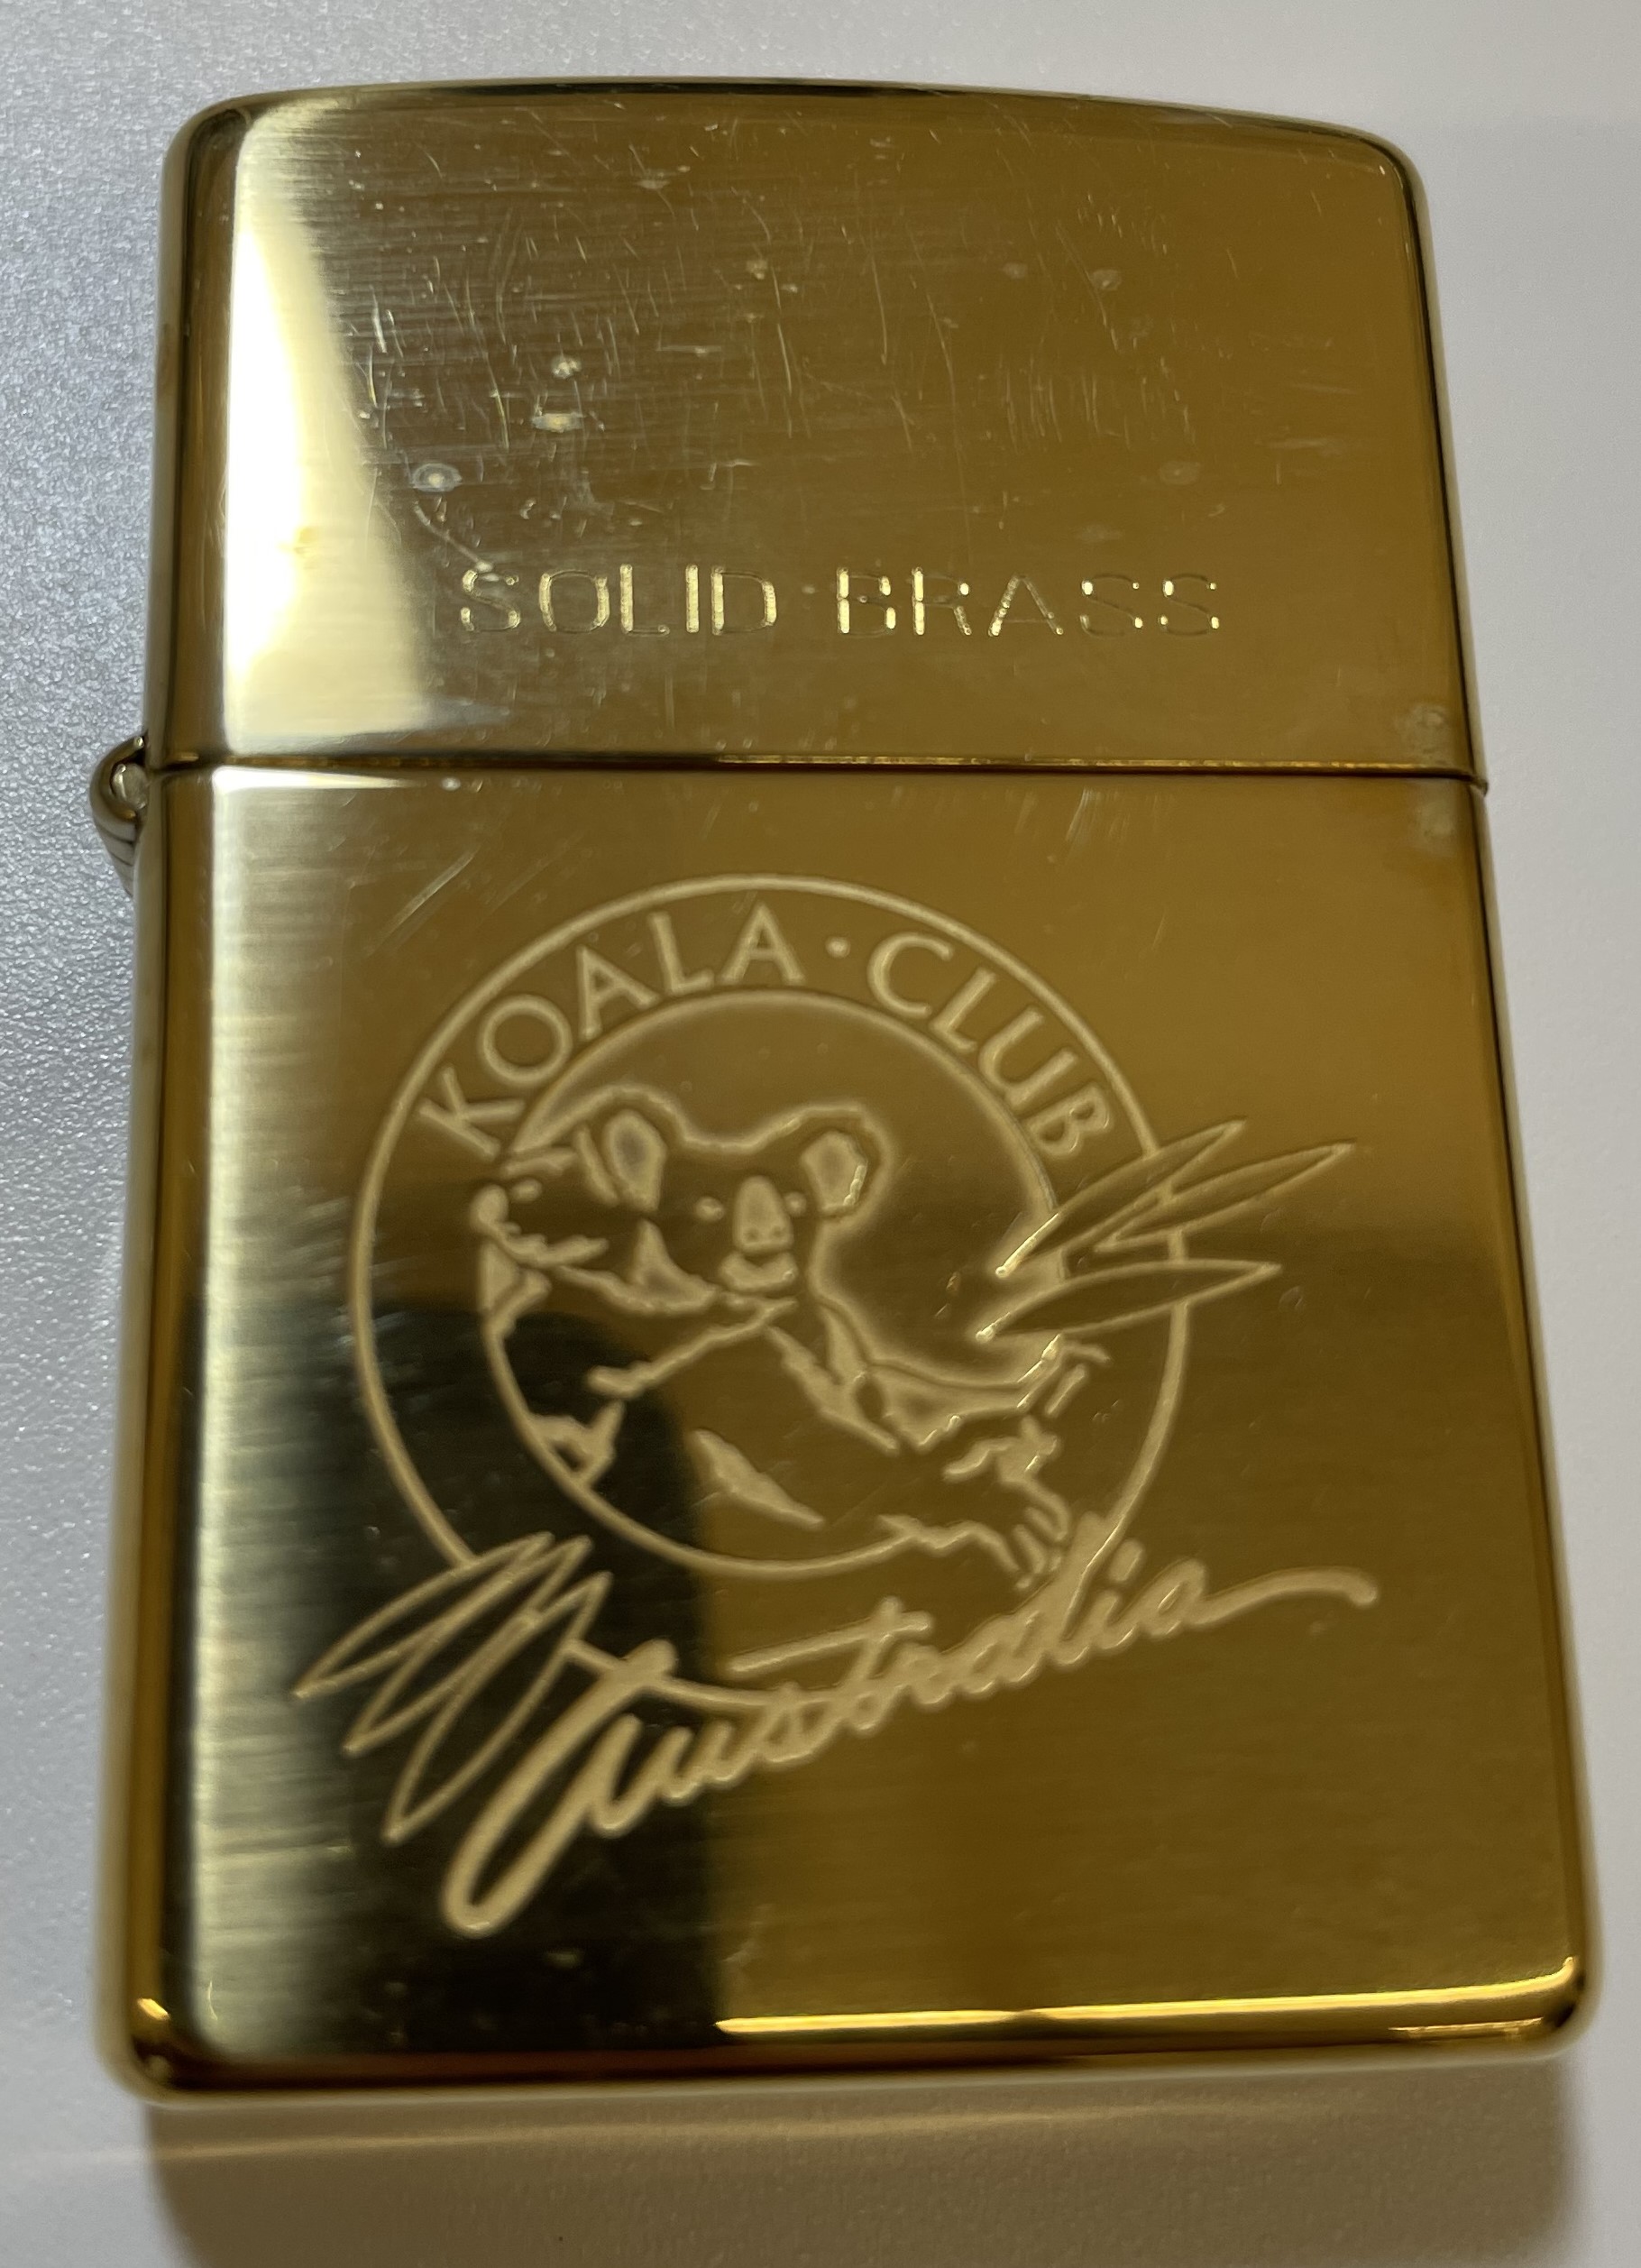 SOLID BRASS
KOALA · CLUB
Australia